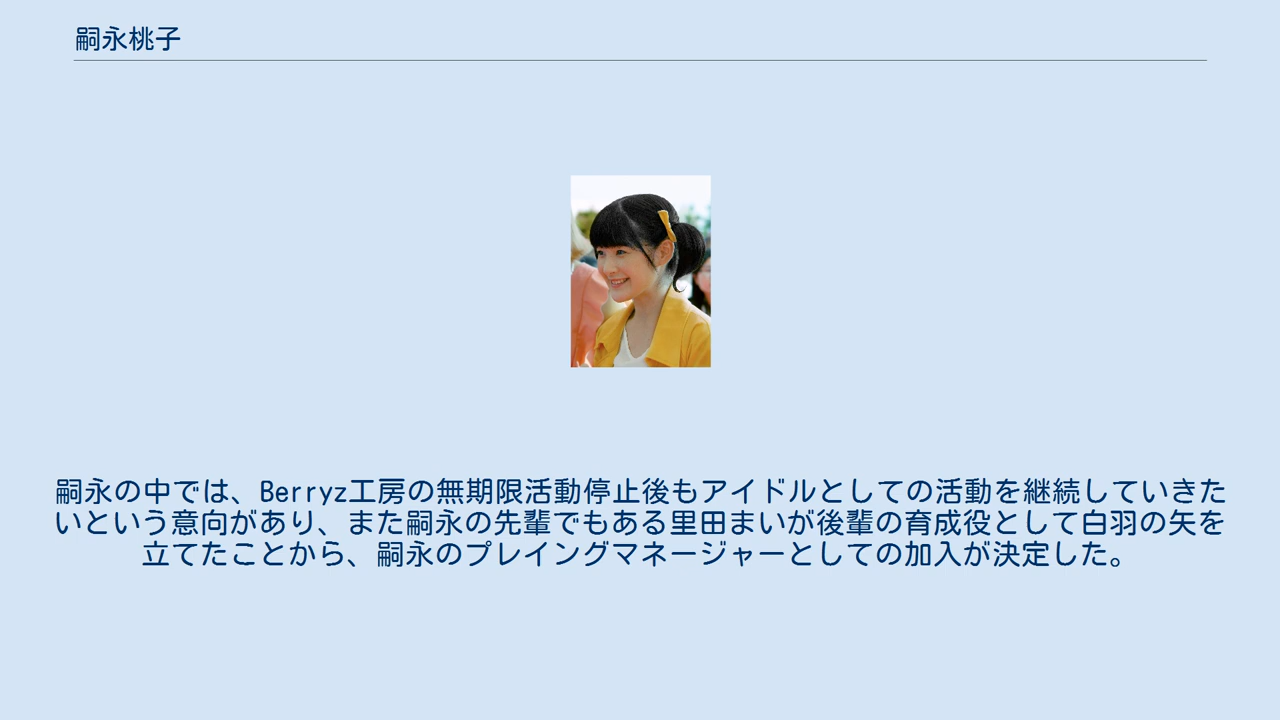 嗣永桃子
嗣永の中では、Berryz工房の無期限活動停止後もアイドルとしての活動を継続していきた
いという意向があり、また嗣永の先輩でもある里田まいが後輩の育成役として白羽の矢を
立てたことから、嗣永のプレイングマネージャーとしての加入が決定した。